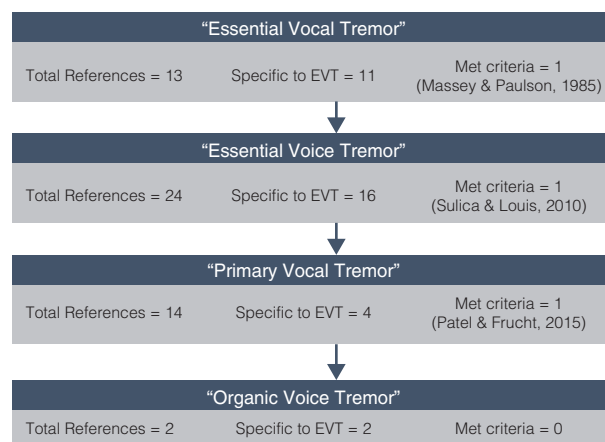 “Essential Vocal Tremor”
Total References = 13 Specific to EVT = 11 Met criteria = 1
(Massey & Paulson, 1985)
“Essential Voice Tremor”
Total References = 24 Specific to EVT = 16 Met criteria = 1
(Sulica & Louis, 2010)
“Primary Vocal Tremor”
Total References = 14 Specific to EVT = 4 Met criteria = 1
(Patel & Frucht, 2015)
“Organic Voice Tremor”
Total References = 2 Specific to EVT = 2 Met criteria = 0